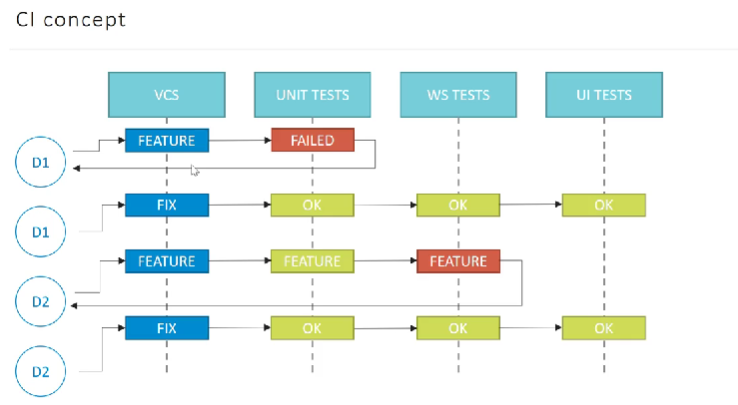 CI concept
VCS UNIT TESTS WS TESTS UI TESTS
D1 FEATURE FAILED
D1 FIX OK OK OK
D2 FEATURE FEATURE FEATURE
D2 FIX OK OK OK